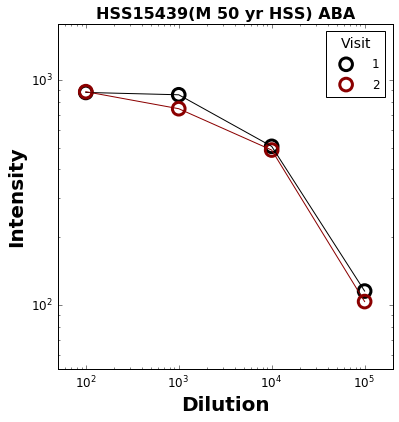 HSS15439(M 50 yr HSS) ABA
Visit
1
2
10³
10²
Intensity
10² 10³ 10⁴ 10⁵
Dilution